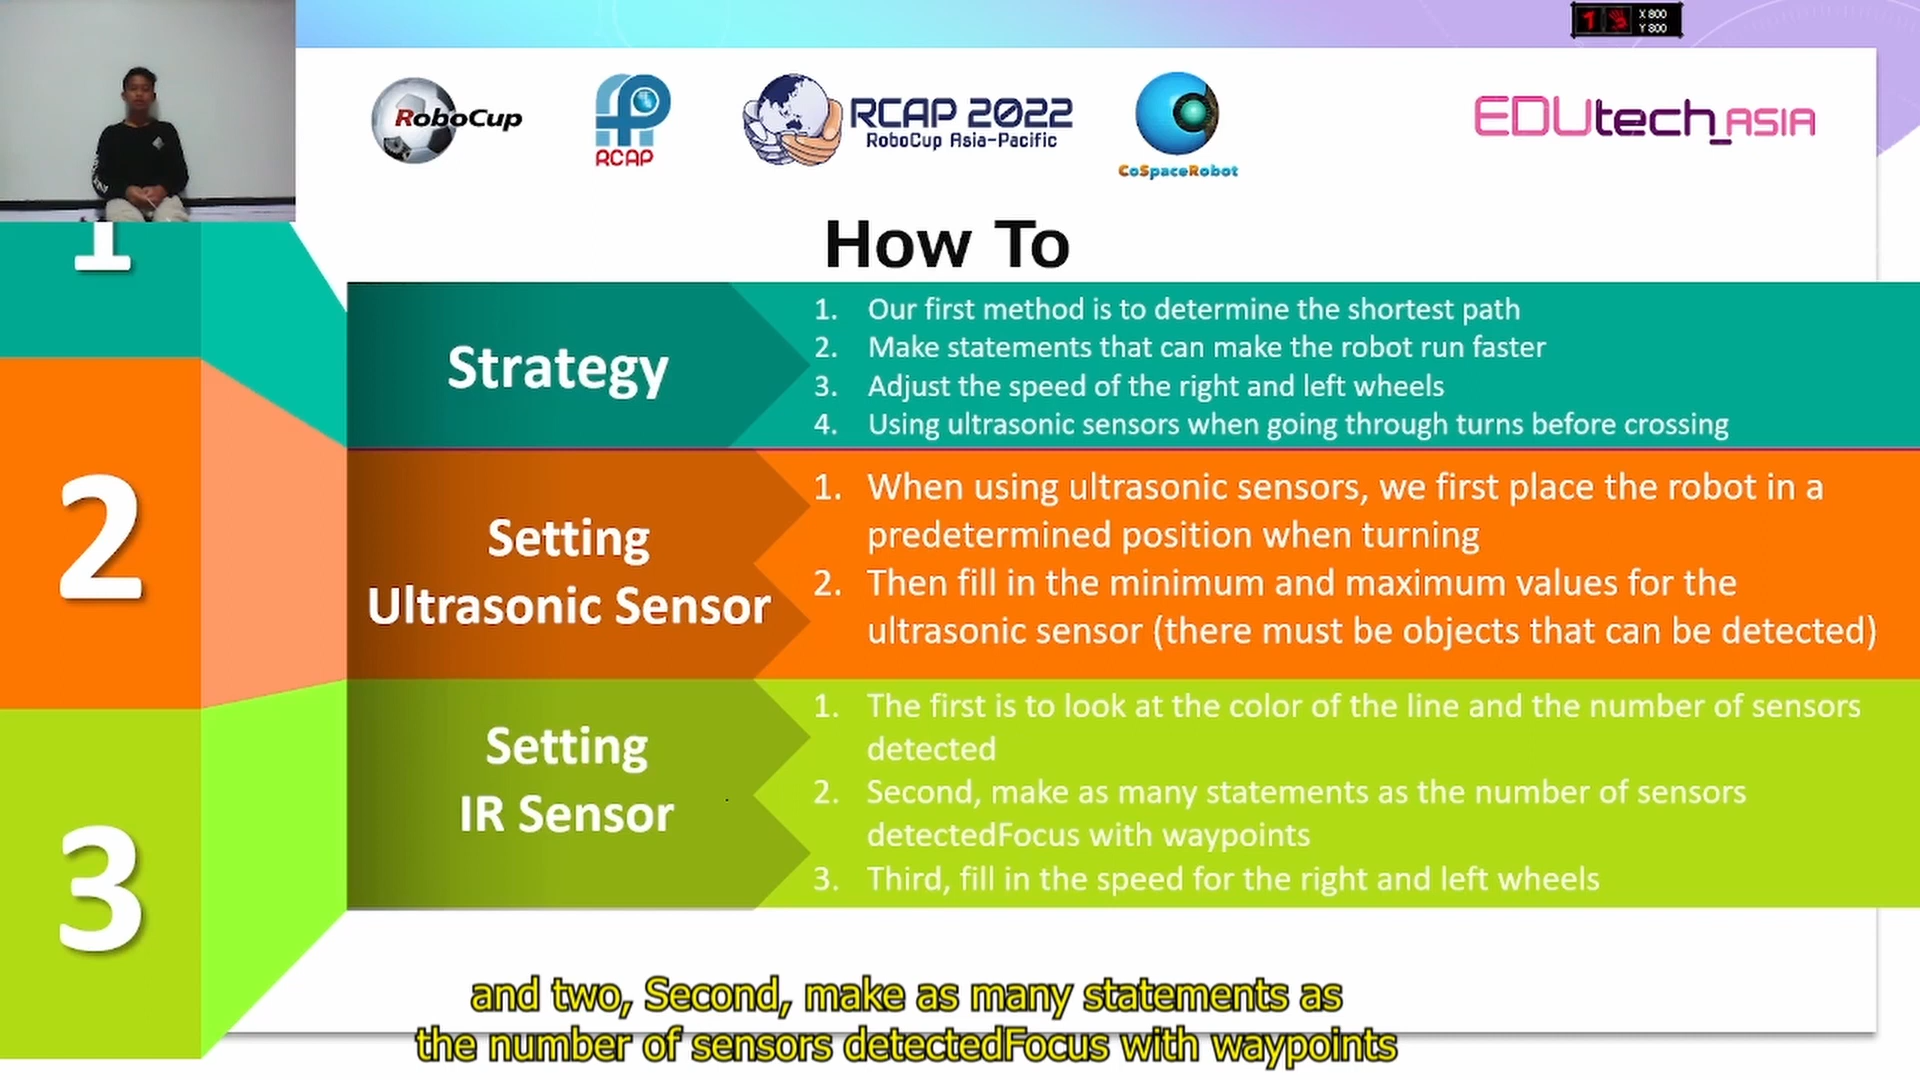 X 800
Y 800
RoboCup
RCAP
RCAP 2022
RoboCup Asia-Pacific
CoSpaceRobot
EDUtech_ASIA
How To
1
Strategy
1. Our first method is to determine the shortest path
2. Make statements that can make the robot run faster
3. Adjust the speed of the right and left wheels
4. Using ultrasonic sensors when going through turns before crossing
2
Setting
Ultrasonic Sensor
1. When using ultrasonic sensors, we first place the robot in a
predetermined position when turning
2. Then fill in the minimum and maximum values for the
ultrasonic sensor (there must be objects that can be detected)
3
Setting
IR Sensor
1. The first is to look at the color of the line and the number of sensors
detected
2. Second, make as many statements as the number of sensors
detectedFocus with waypoints
3. Third, fill in the speed for the right and left wheels
and two, Second, make as many statements as
the number of sensors detectedFocus with waypoints